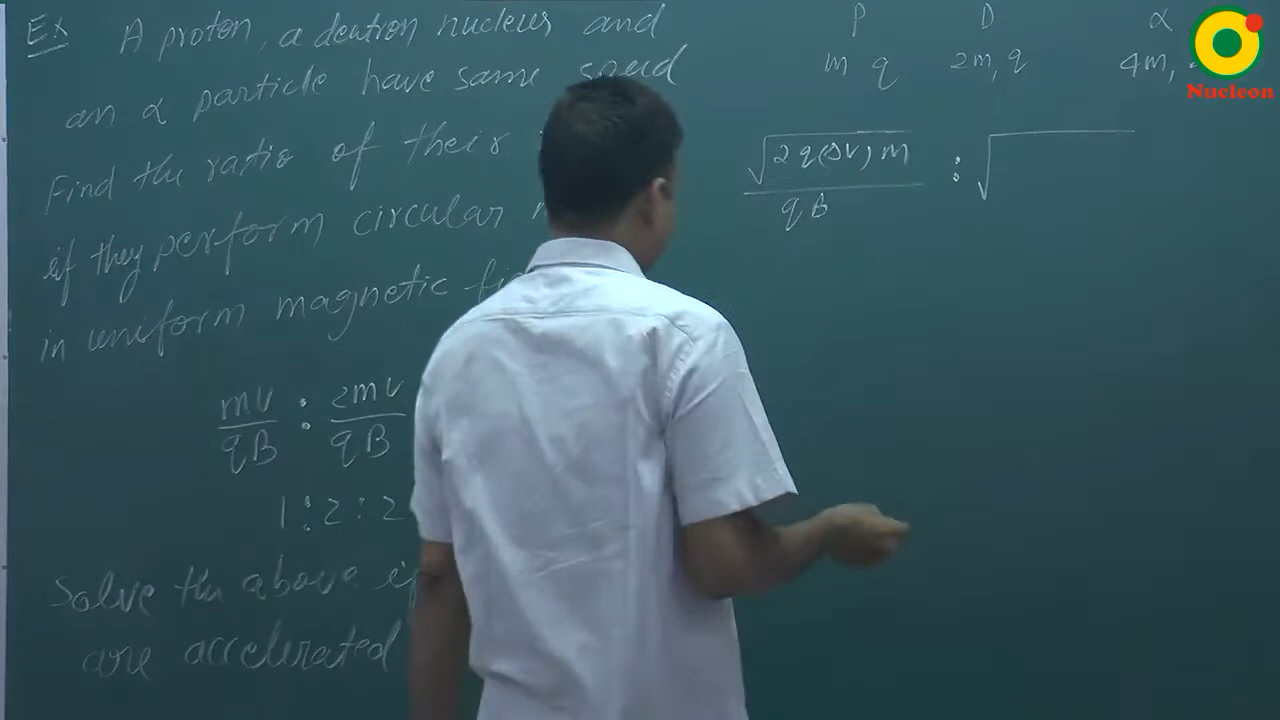 Ex A proton, a deutron nucleus and
an α particle have same speed
Find the ratio of their
if they perform circular
in uniform magnetic
mv/qB : 2mv/qB
1 : 2 : 2
Solve the above if
are accelerated
P D α
m q 2m, q 4m,
√2q(ΔV)m/qB : √
Nucleon